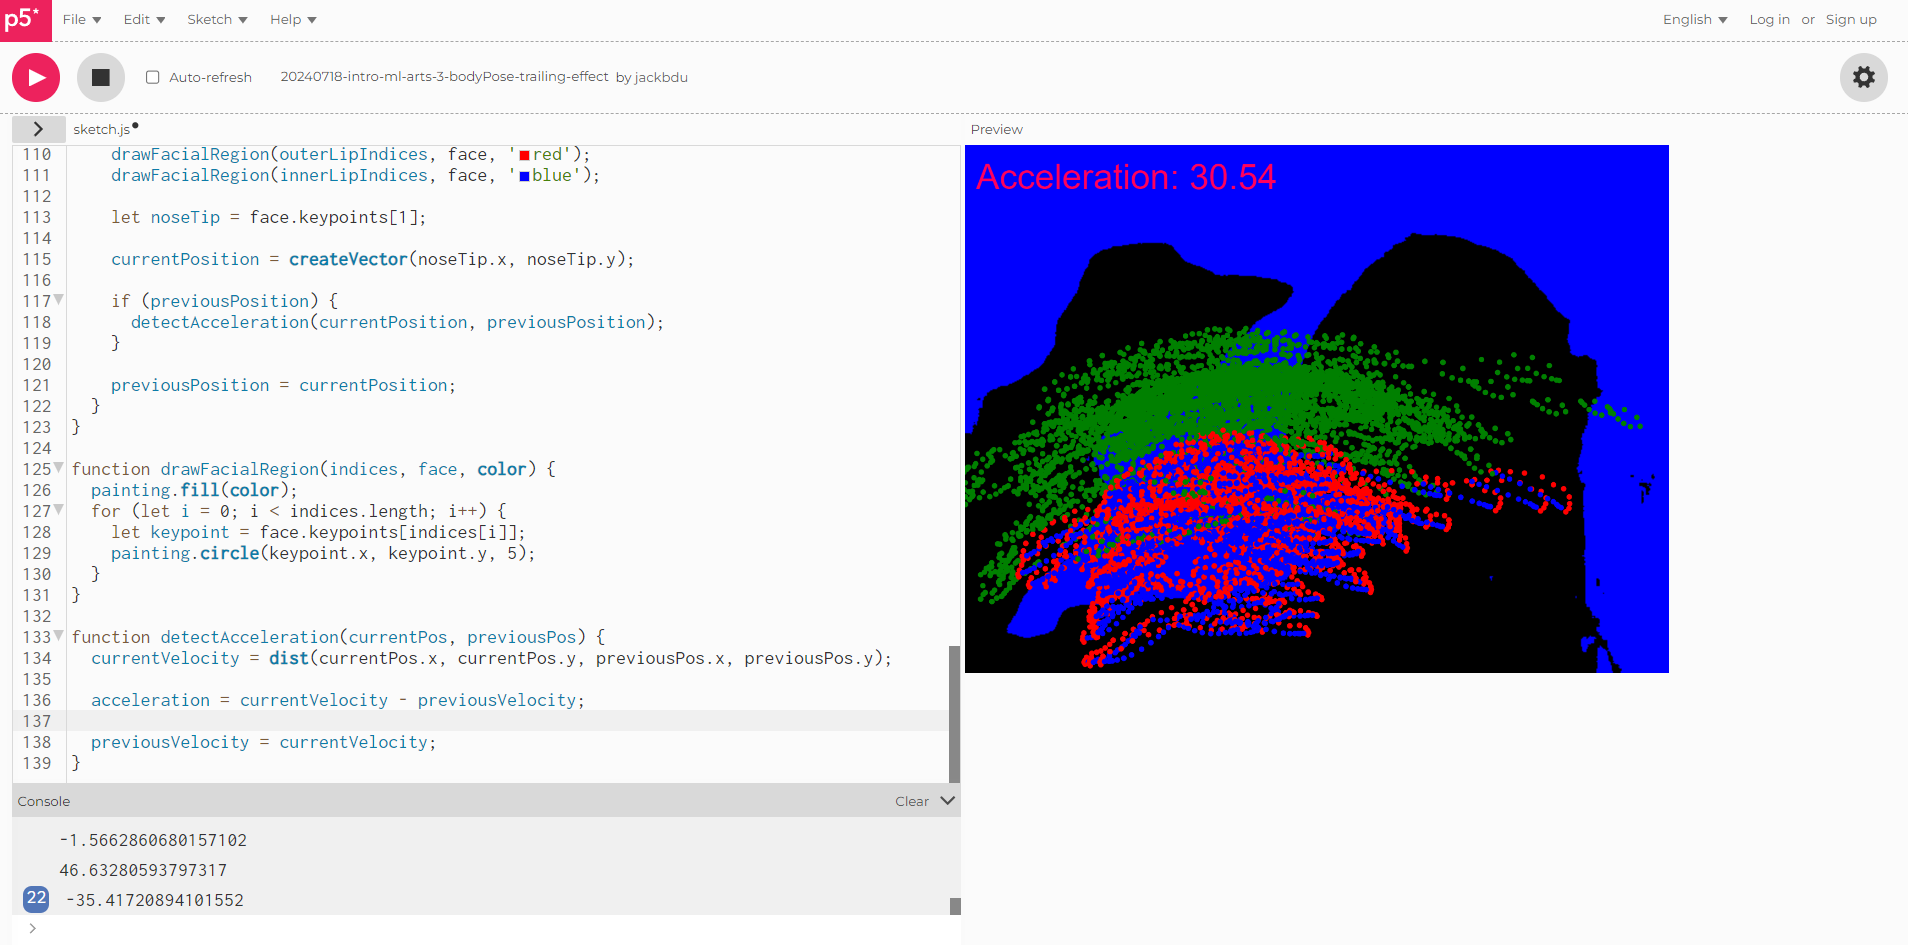 p5* File Edit Sketch Help English Log in or Sign up
Auto-refresh 20240718-intro-ml-arts-3-bodyPose-trailing-effect by jackbdu
> sketch.js Preview
110 drawFacialRegion(outerLipIndices, face, 'red');
111 drawFacialRegion(innerLipIndices, face, 'blue');
112
113 let noseTip = face.keypoints[1];
114
115 currentPosition = createVector(noseTip.x, noseTip.y);
116
117 if (previousPosition) {
118 detectAcceleration(currentPosition, previousPosition);
119 }
120
121 previousPosition = currentPosition;
122 }
123 }
124
125 function drawFacialRegion(indices, face, color) {
126 painting.fill(color);
127 for (let i = 0; i < indices.length; i++) {
128 let keypoint = face.keypoints[indices[i]];
129 painting.circle(keypoint.x, keypoint.y, 5);
130 }
131 }
132
133 function detectAcceleration(currentPos, previousPos) {
134 currentVelocity = dist(currentPos.x, currentPos.y, previousPos.x, previousPos.y);
135
136 acceleration = currentVelocity - previousVelocity;
137
138 previousVelocity = currentVelocity;
139 }
Console Clear
-1.5662860680157102
46.63280593797317
22 -35.41720894101552
>
Acceleration: 30.54